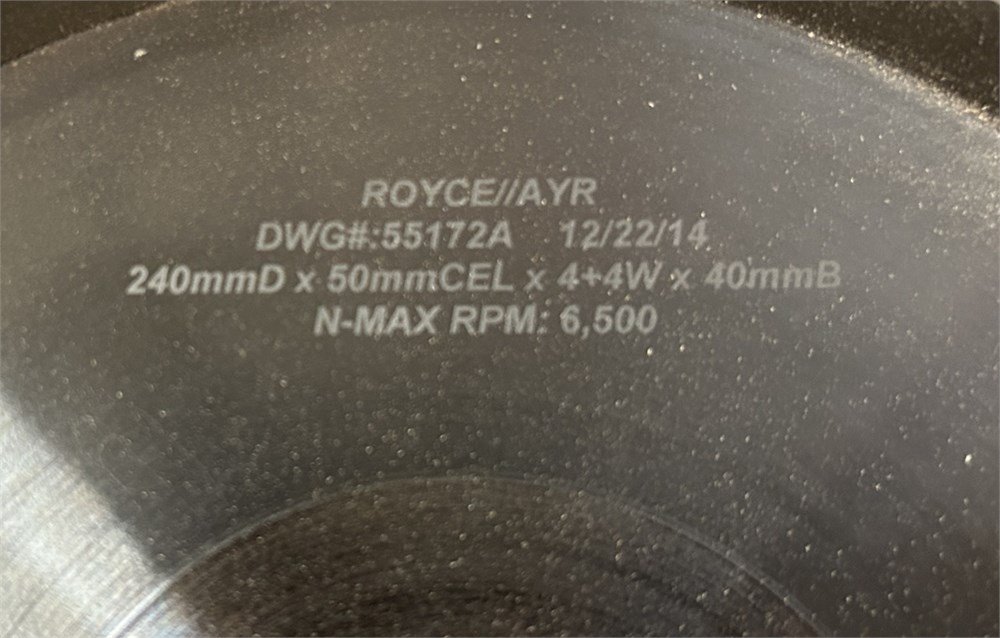 ROYCE//AYR
DWG#:55172A 12/22/14
240mmD x 50mmCEL x 4+4W x 40mmB
N-MAX RPM: 6,500